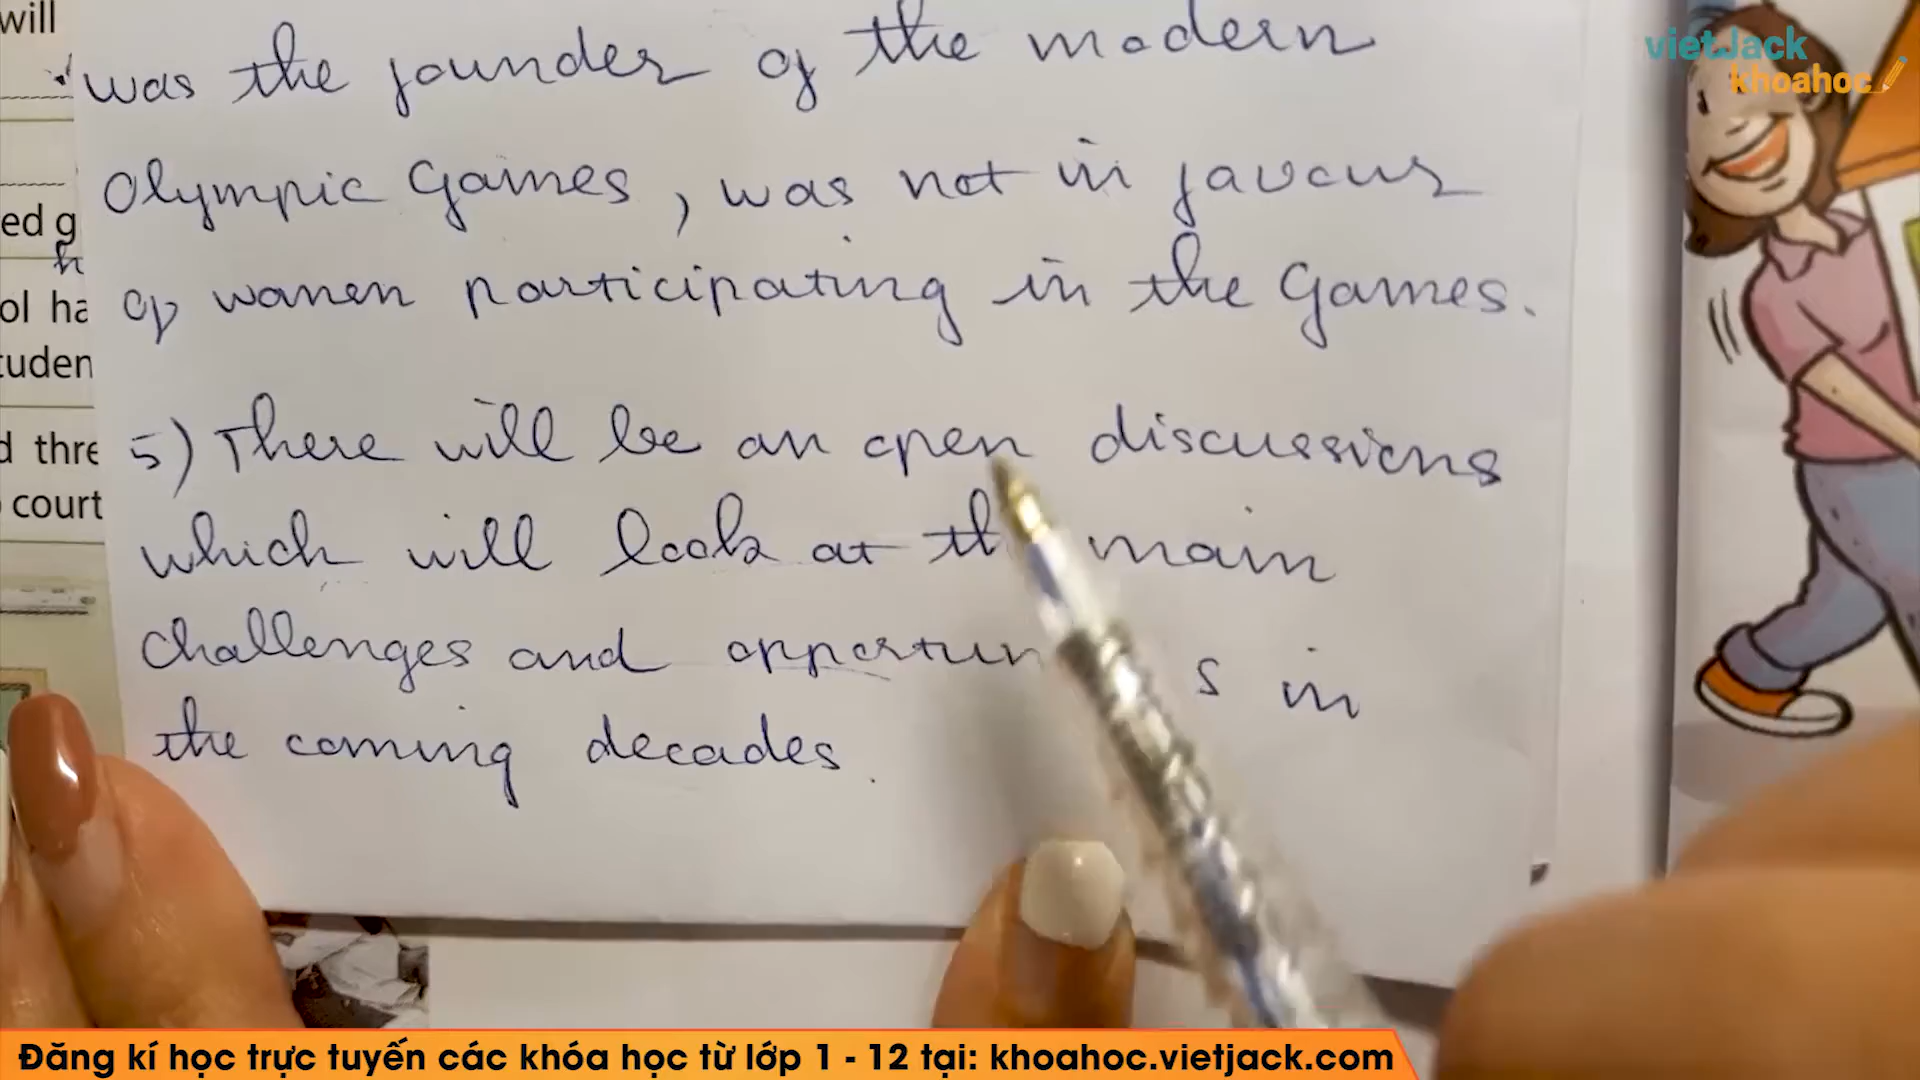 will
ed g
ol ha
tuden
d thre
court
was the founder of the modern
Olympic Games, was not in favour
of women participating in the Games.
5) There will be an open discussions
which will look at th main
challenges and opportun s in
the coming decades.
vietJack
khoahoc
Đăng kí học trực tuyến các khóa học từ lớp 1 - 12 tại: khoahoc.vietjack.com